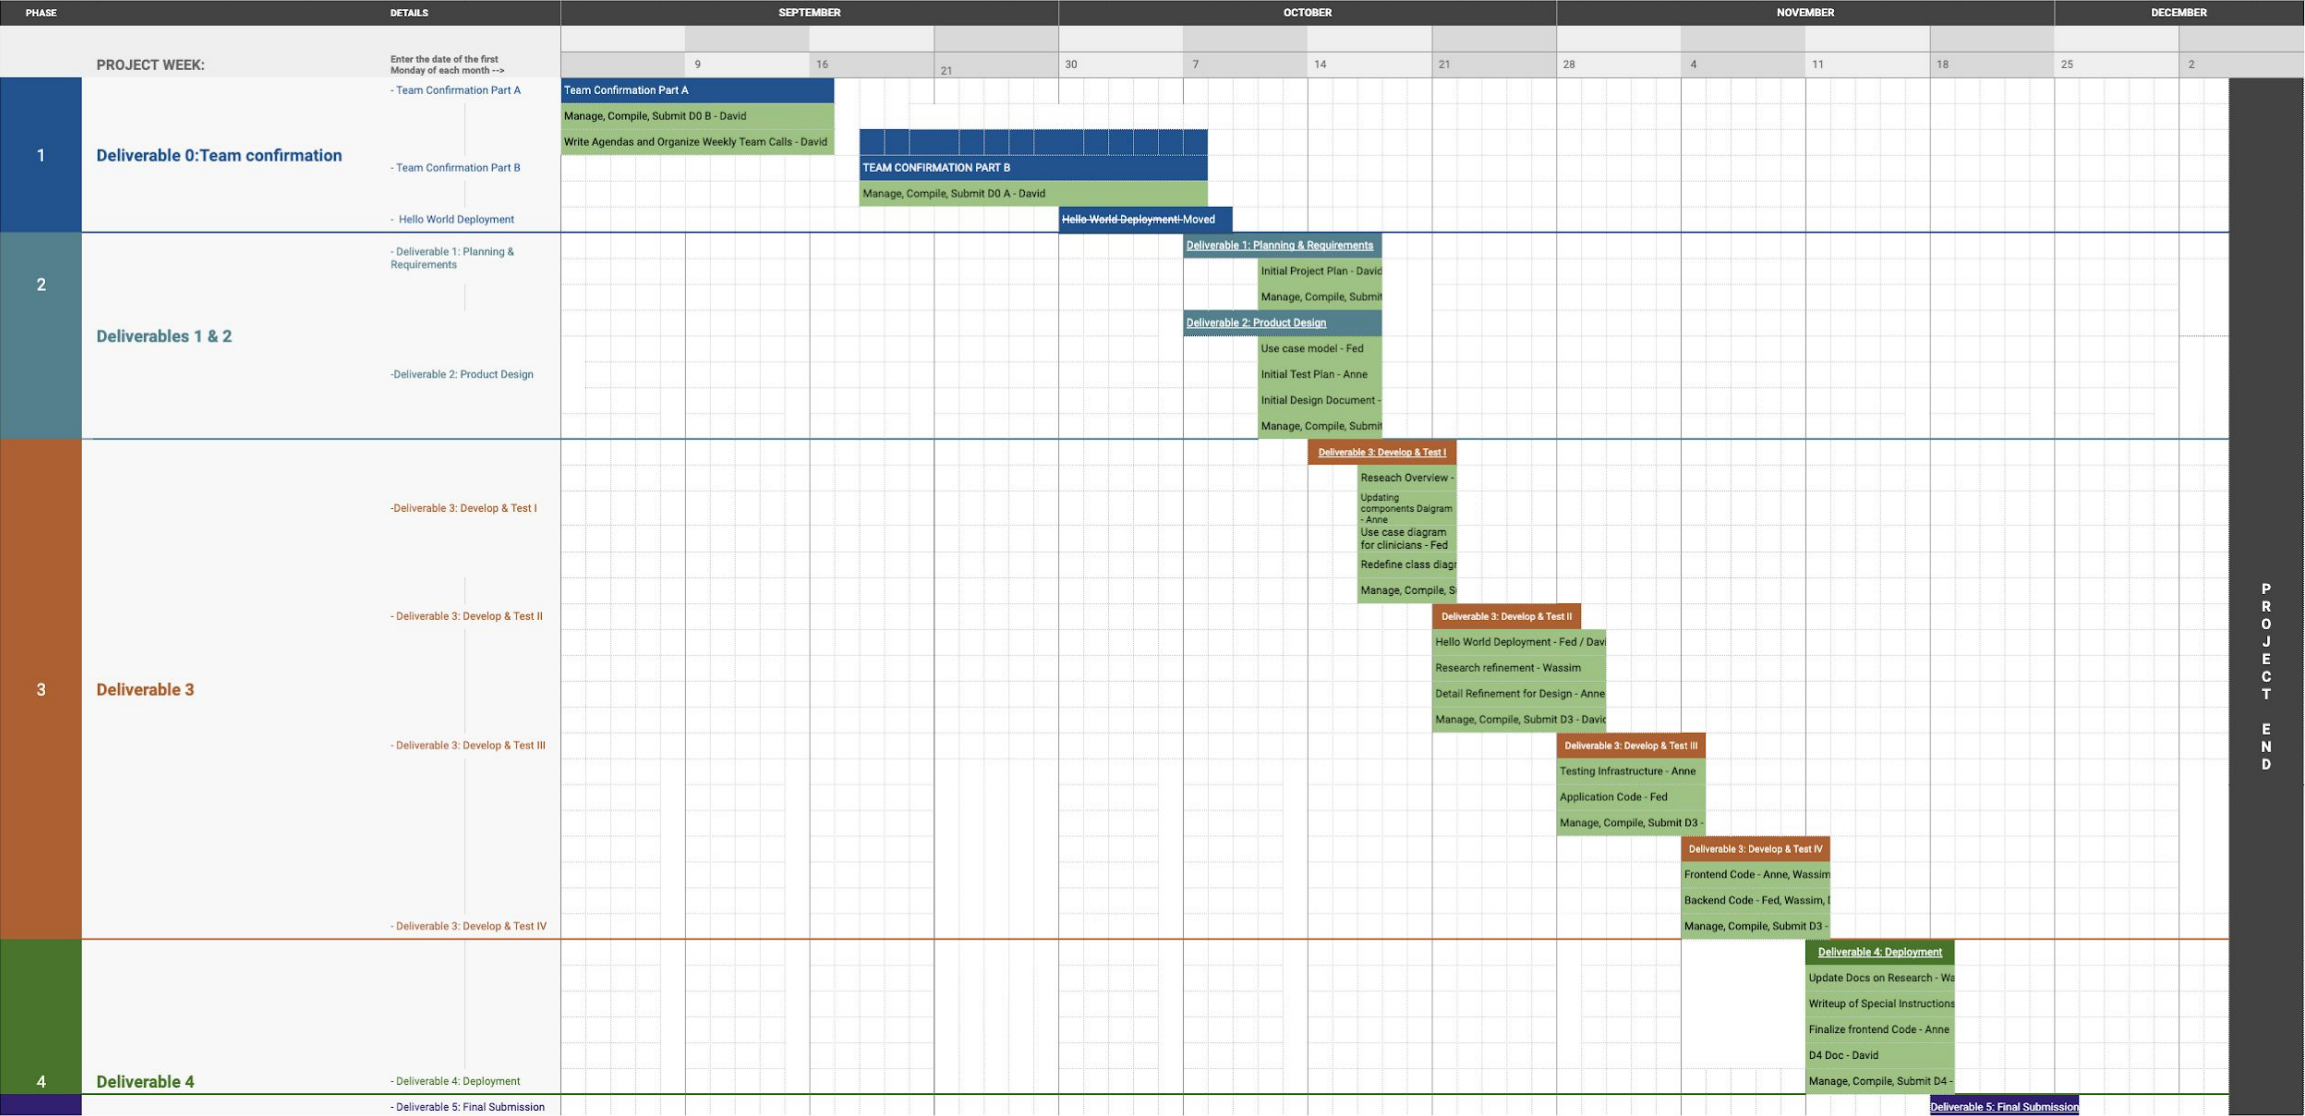 PHASE DETAILS SEPTEMBER OCTOBER NOVEMBER DECEMBER
PROJECT WEEK:
Enter the date of the first
Monday of each month -->
9 16 21 30 7 14 21 28 4 11 18 25 2
1
Deliverable 0:Team confirmation
- Team Confirmation Part A
Team Confirmation Part A
Manage, Compile, Submit D0 B - David
Write Agendas and Organize Weekly Team Calls - David
- Team Confirmation Part B
TEAM CONFIRMATION PART B
Manage, Compile, Submit D0 A - David
- Hello World Deployment
Hello World Deployment! Moved
2
Deliverables 1 & 2
- Deliverable 1: Planning &
Requirements
Deliverable 1: Planning & Requirements
Initial Project Plan - David
Manage, Compile, Submit
Deliverable 2: Product Design
-Deliverable 2: Product Design
Use case model - Fed
Initial Test Plan - Anne
Initial Design Document -
Manage, Compile, Submit
3
Deliverable 3
-Deliverable 3: Develop & Test I
Deliverable 3: Develop & Test I
Reseach Overview -
Updating
components Daigram
- Anne
Use case diagram
for clinicians - Fed
Redefine class diagr
Manage, Compile, S
- Deliverable 3: Develop & Test II
Deliverable 3: Develop & Test II
Hello World Deployment - Fed / Davi
Research refinement - Wassim
Detail Refinement for Design - Anne
Manage, Compile, Submit D3 - David
- Deliverable 3: Develop & Test III
Deliverable 3: Develop & Test III
Testing Infrastructure - Anne
Application Code - Fed
Manage, Compile, Submit D3 -
- Deliverable 3: Develop & Test IV
Deliverable 3: Develop & Test IV
Frontend Code - Anne, Wassim
Backend Code - Fed, Wassim,
Manage, Compile, Submit D3 -
4
Deliverable 4
- Deliverable 4: Deployment
Deliverable 4: Deployment
Update Docs on Research - Wa
Writeup of Special Instructions
Finalize frontend Code - Anne
D4 Doc - David
Manage, Compile, Submit D4 -
- Deliverable 5: Final Submission
Deliverable 5: Final Submission
PROJECT END